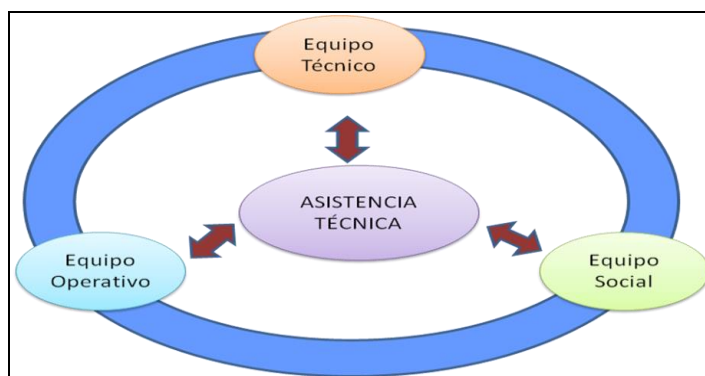 Equipo
Técnico
ASISTENCIA
TÉCNICA
Equipo
Operativo
Equipo
Social